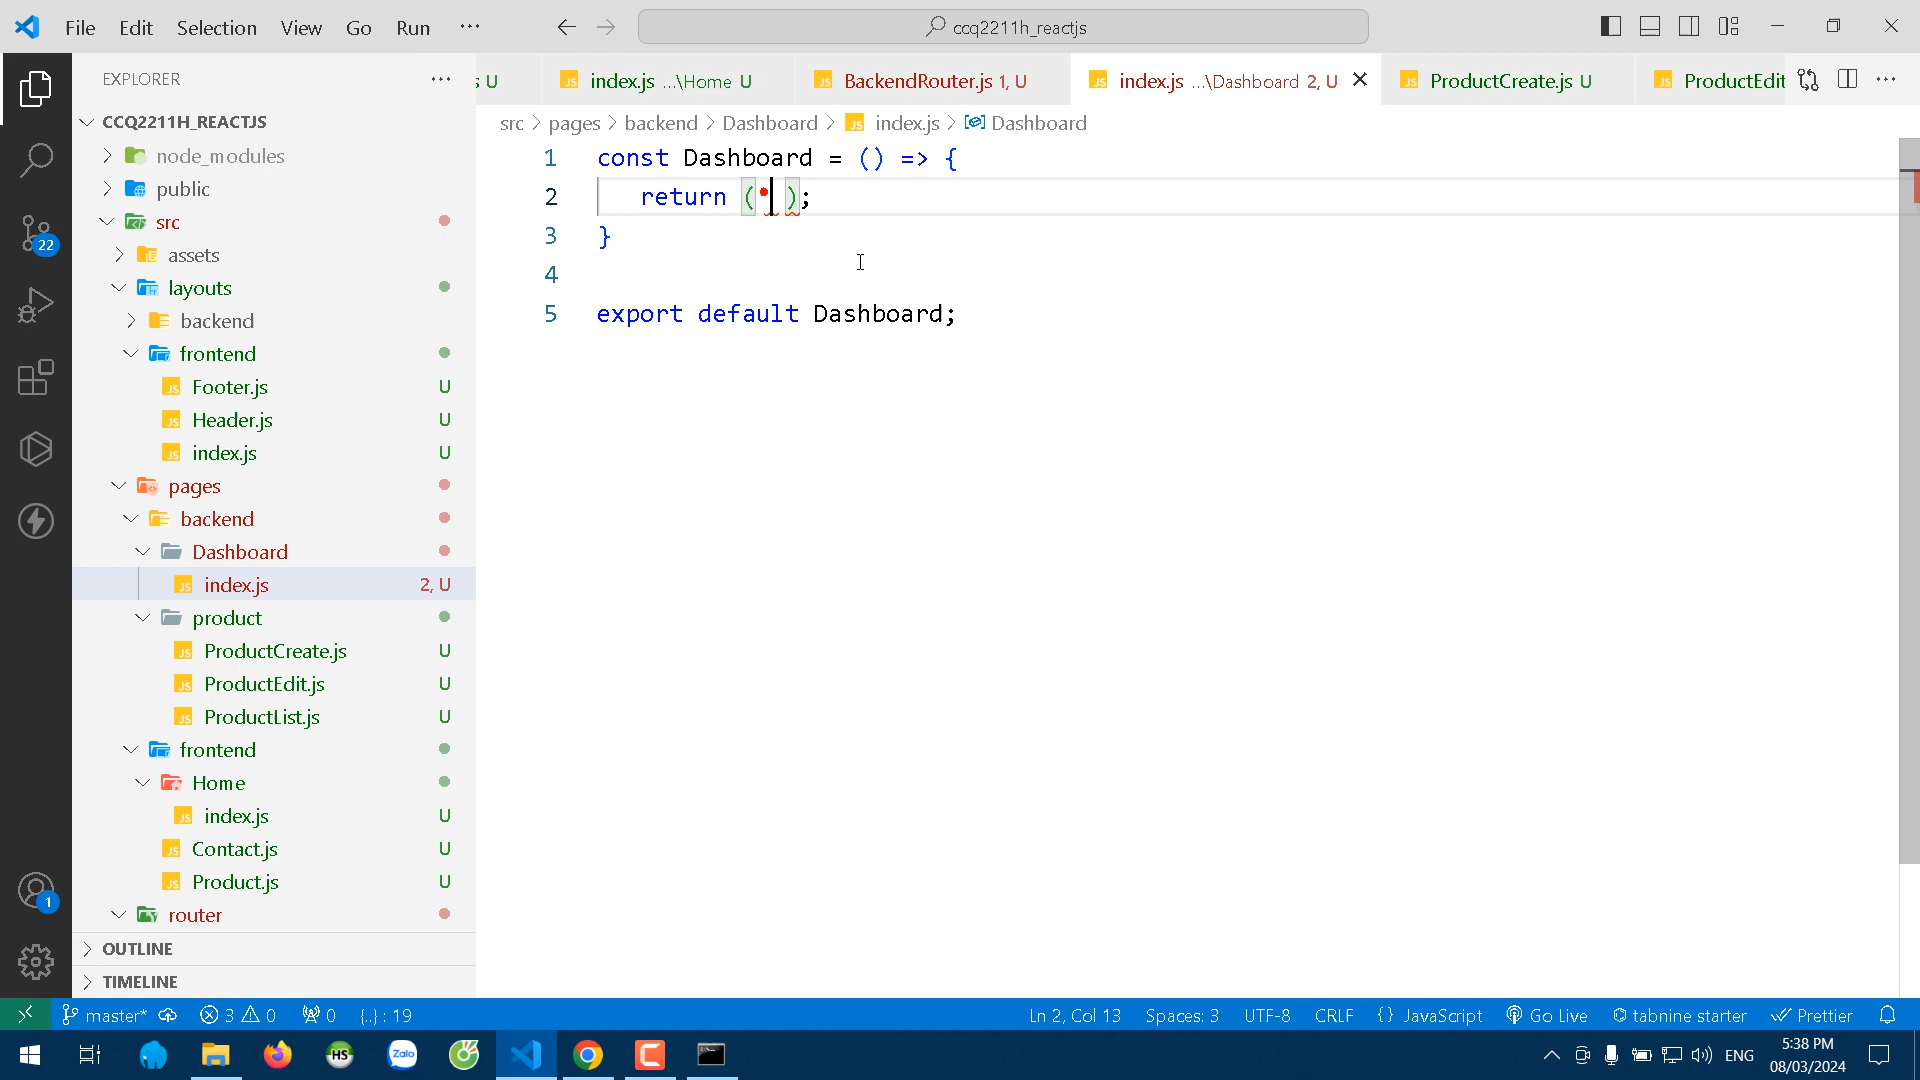 File Edit Selection View Go Run ···
ccq2211h_reactjs
EXPLORER
s U
index.js ...\Home U
BackendRouter.js 1, U
index.js ...\Dashboard 2, U
ProductCreate.js U
ProductEdit
src > pages > backend > Dashboard > JS index.js > Dashboard
CCQ2211H_REACTJS
node_modules
public
src
assets
layouts
backend
frontend
Footer.js U
Header.js U
index.js U
pages
backend
Dashboard
index.js 2, U
product
ProductCreate.js U
ProductEdit.js U
ProductList.js U
frontend
Home
index.js U
Contact.js U
Product.js U
router
OUTLINE
TIMELINE
22
1
1 const Dashboard = () => {
2 return ( );
3 }
4
5 export default Dashboard;
master* 3 0 0 {..} : 19
Ln 2, Col 13 Spaces: 3 UTF-8 CRLF {} JavaScript Go Live tabnine starter Prettier
HS
Zalo
ENG
5:38 PM
08/03/2024